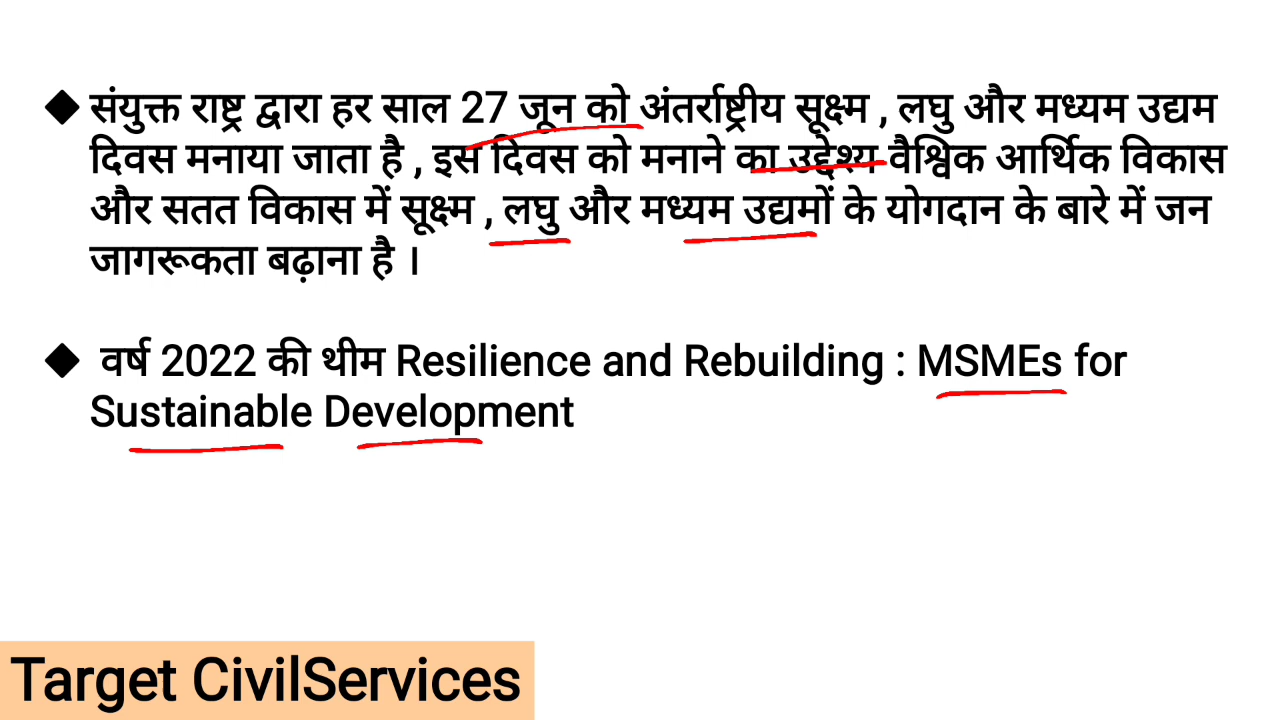 ◆ संयुक्त राष्ट्र द्वारा हर साल 27 जून को अंतर्राष्ट्रीय सूक्ष्म , लघु और मध्यम उद्यम
दिवस मनाया जाता है , इस दिवस को मनाने का उद्देश्य वैश्विक आर्थिक विकास
और सतत विकास में सूक्ष्म , लघु और मध्यम उद्यमों के योगदान के बारे में जन
जागरूकता बढ़ाना है ।
◆ वर्ष 2022 की थीम Resilience and Rebuilding : MSMEs for
Sustainable Development
Target CivilServices